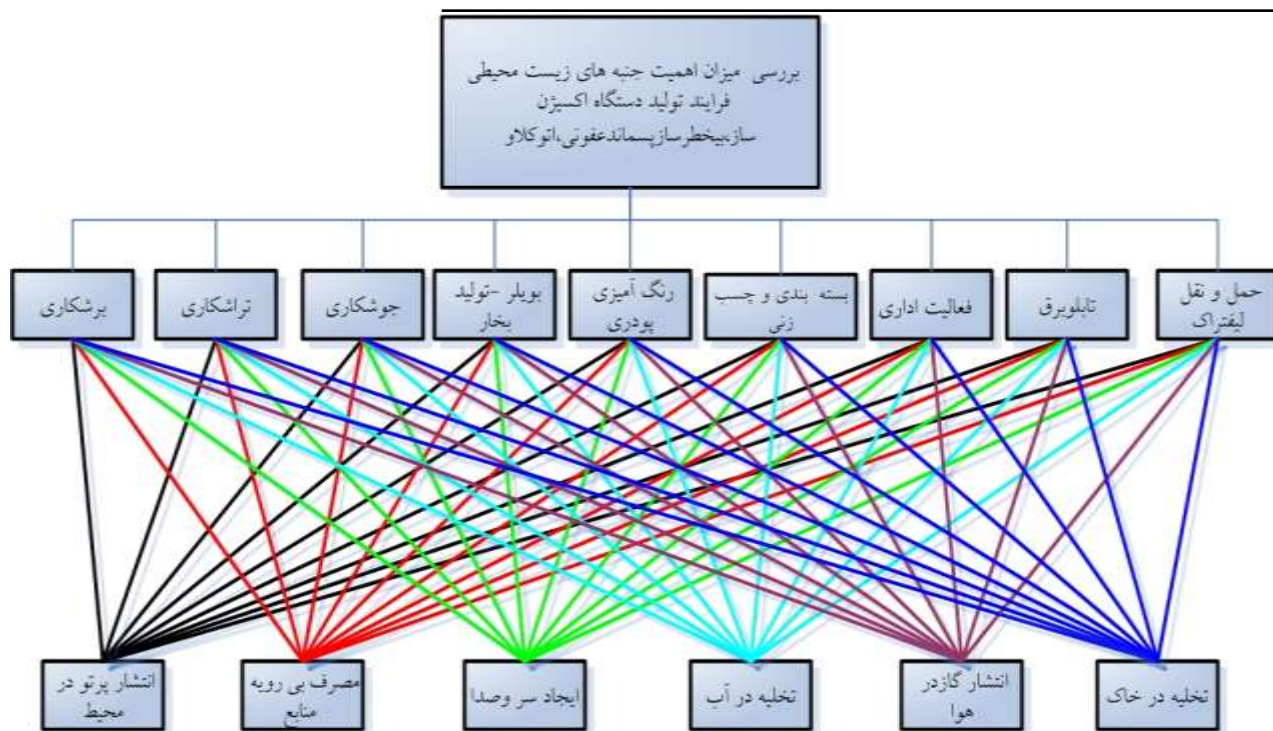 بررسی میزان اهمیت جنبه های زیست محیطی
فرایند تولید دستگاه اکسیژن
ساز،بیخطرسازپسماندعفونی،اتوکلاو
حمل و نقل
لیفتراک
تابلوبرق
فعالیت اداری
بسته بندی و چسب
زنی
رنگ آمیزی
پودری
بویلر -تولید
بخار
جوشکاری
تراشکاری
برشکاری
تخلیه در خاک
انتشار گازدر
هوا
تخلیه در آب
ایجاد سر وصدا
مصرف بی رویه
منابع
انتشار پرتو در
محیط